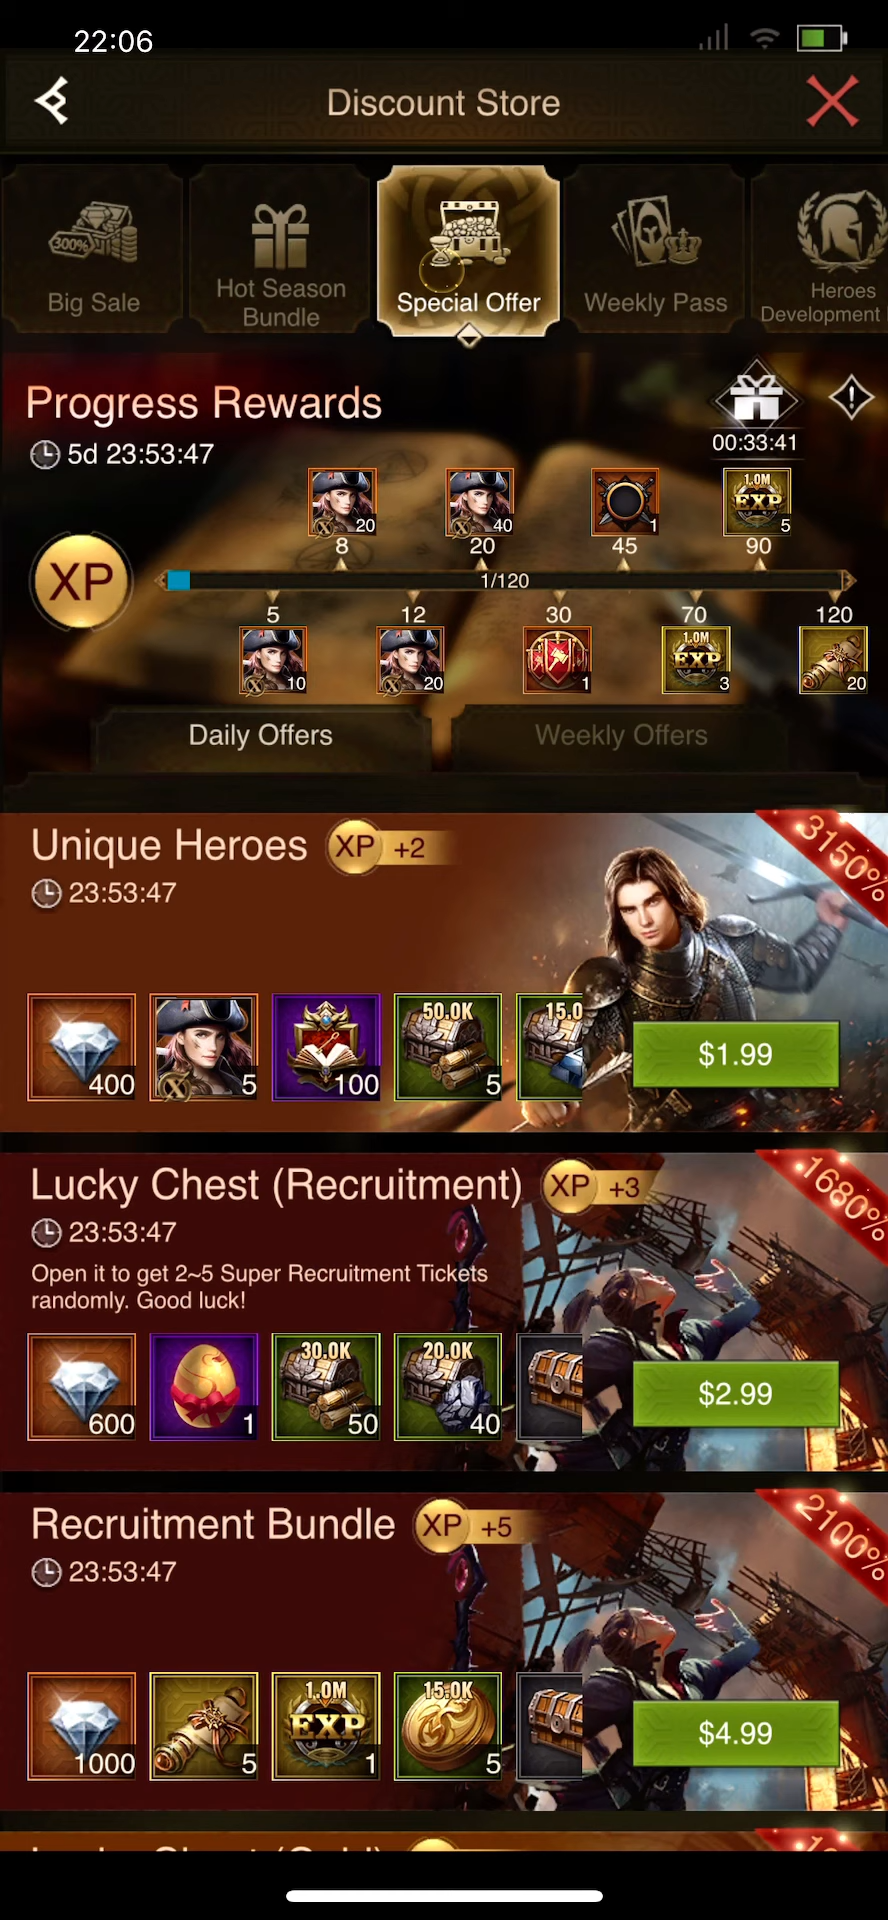 22:06
Discount Store
300%
Big Sale
Hot Season
Bundle
Special Offer
Weekly Pass
Heroes
Development
Progress Rewards
5d 23:53:47
00:33:41
20
40
1
1.0M
EXP
5
8
20
45
90
XP
1/120
5
12
30
70
120
10
20
1
1.0M
EXP
3
20
Daily Offers
Weekly Offers
Unique Heroes
XP +2
3150%
23:53:47
400
5
100
50.0K
5
15.0
$1.99
Lucky Chest (Recruitment)
XP +3
1680%
23:53:47
Open it to get 2~5 Super Recruitment Tickets
randomly. Good luck!
600
1
30.0K
50
20.0K
40
$2.99
Recruitment Bundle
XP +5
2100%
23:53:47
1000
5
1.0M
EXP
1
15.0K
5
$4.99